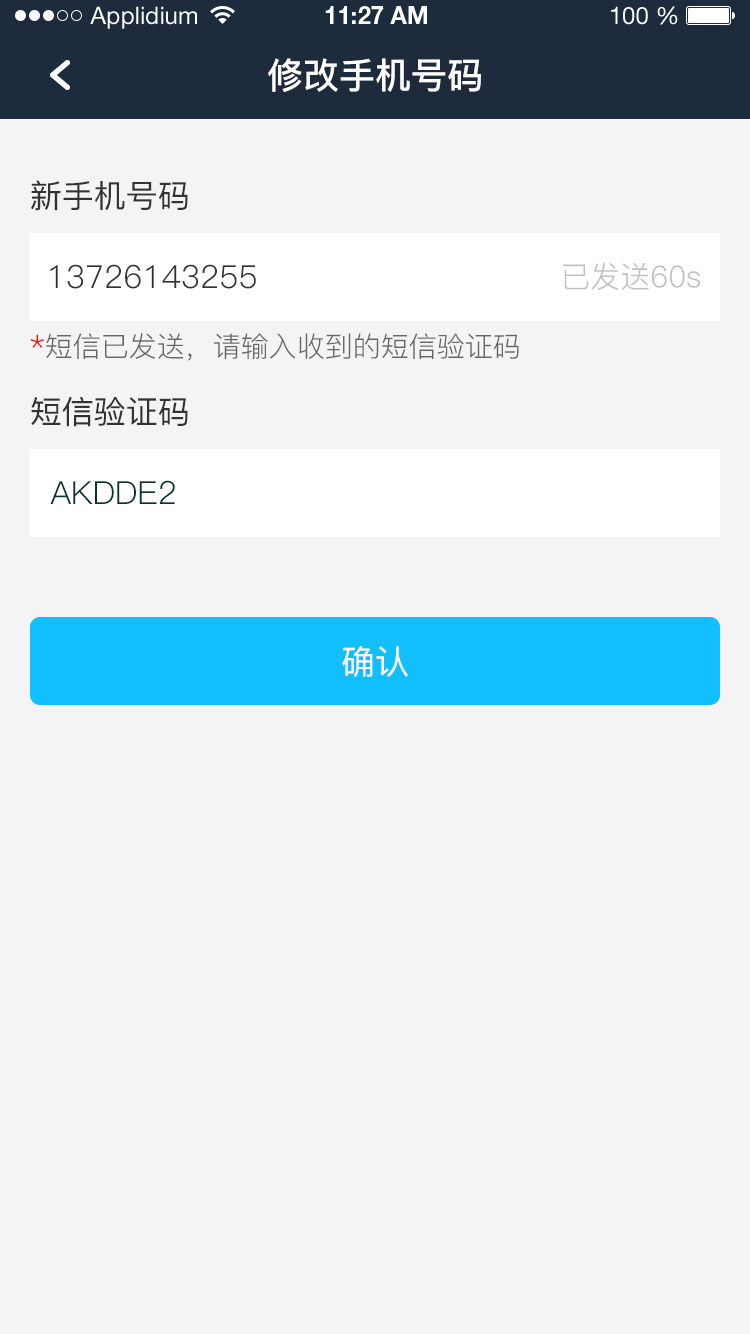 Applidium 11:27 AM 100 %
修改手机号码
新手机号码
13726143255 已发送60s
*短信已发送，请输入收到的短信验证码
短信验证码
AKDDE2
确认